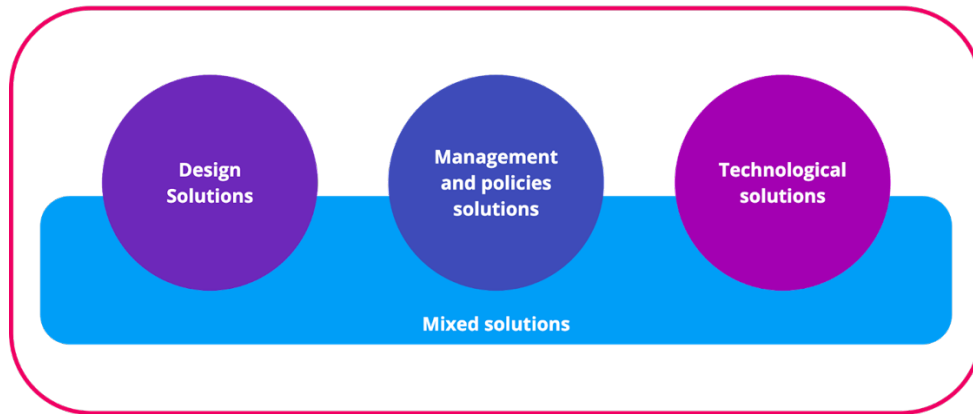 Design
Solutions
Management
and policies
solutions
Technological
solutions
Mixed solutions